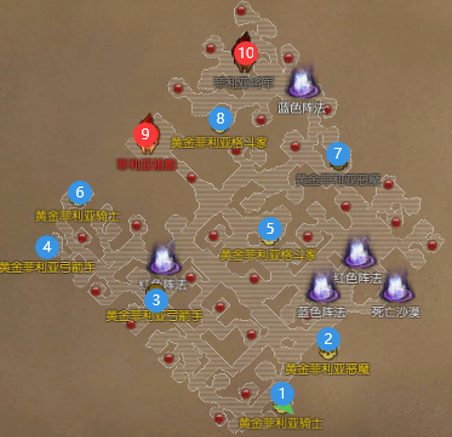 10
菲利亚将军
蓝色阵法
8
黄金菲利亚格斗家
9
7
黄金菲利亚恶魔
6
黄金菲利亚骑士
5
黄金菲利亚格斗家
4
黄金菲利亚弓箭手
红色阵法
红色阵法
3
黄金菲利亚弓箭手
蓝色阵法
死亡沙漠
2
黄金菲利亚恶魔
1
黄金菲利亚骑士